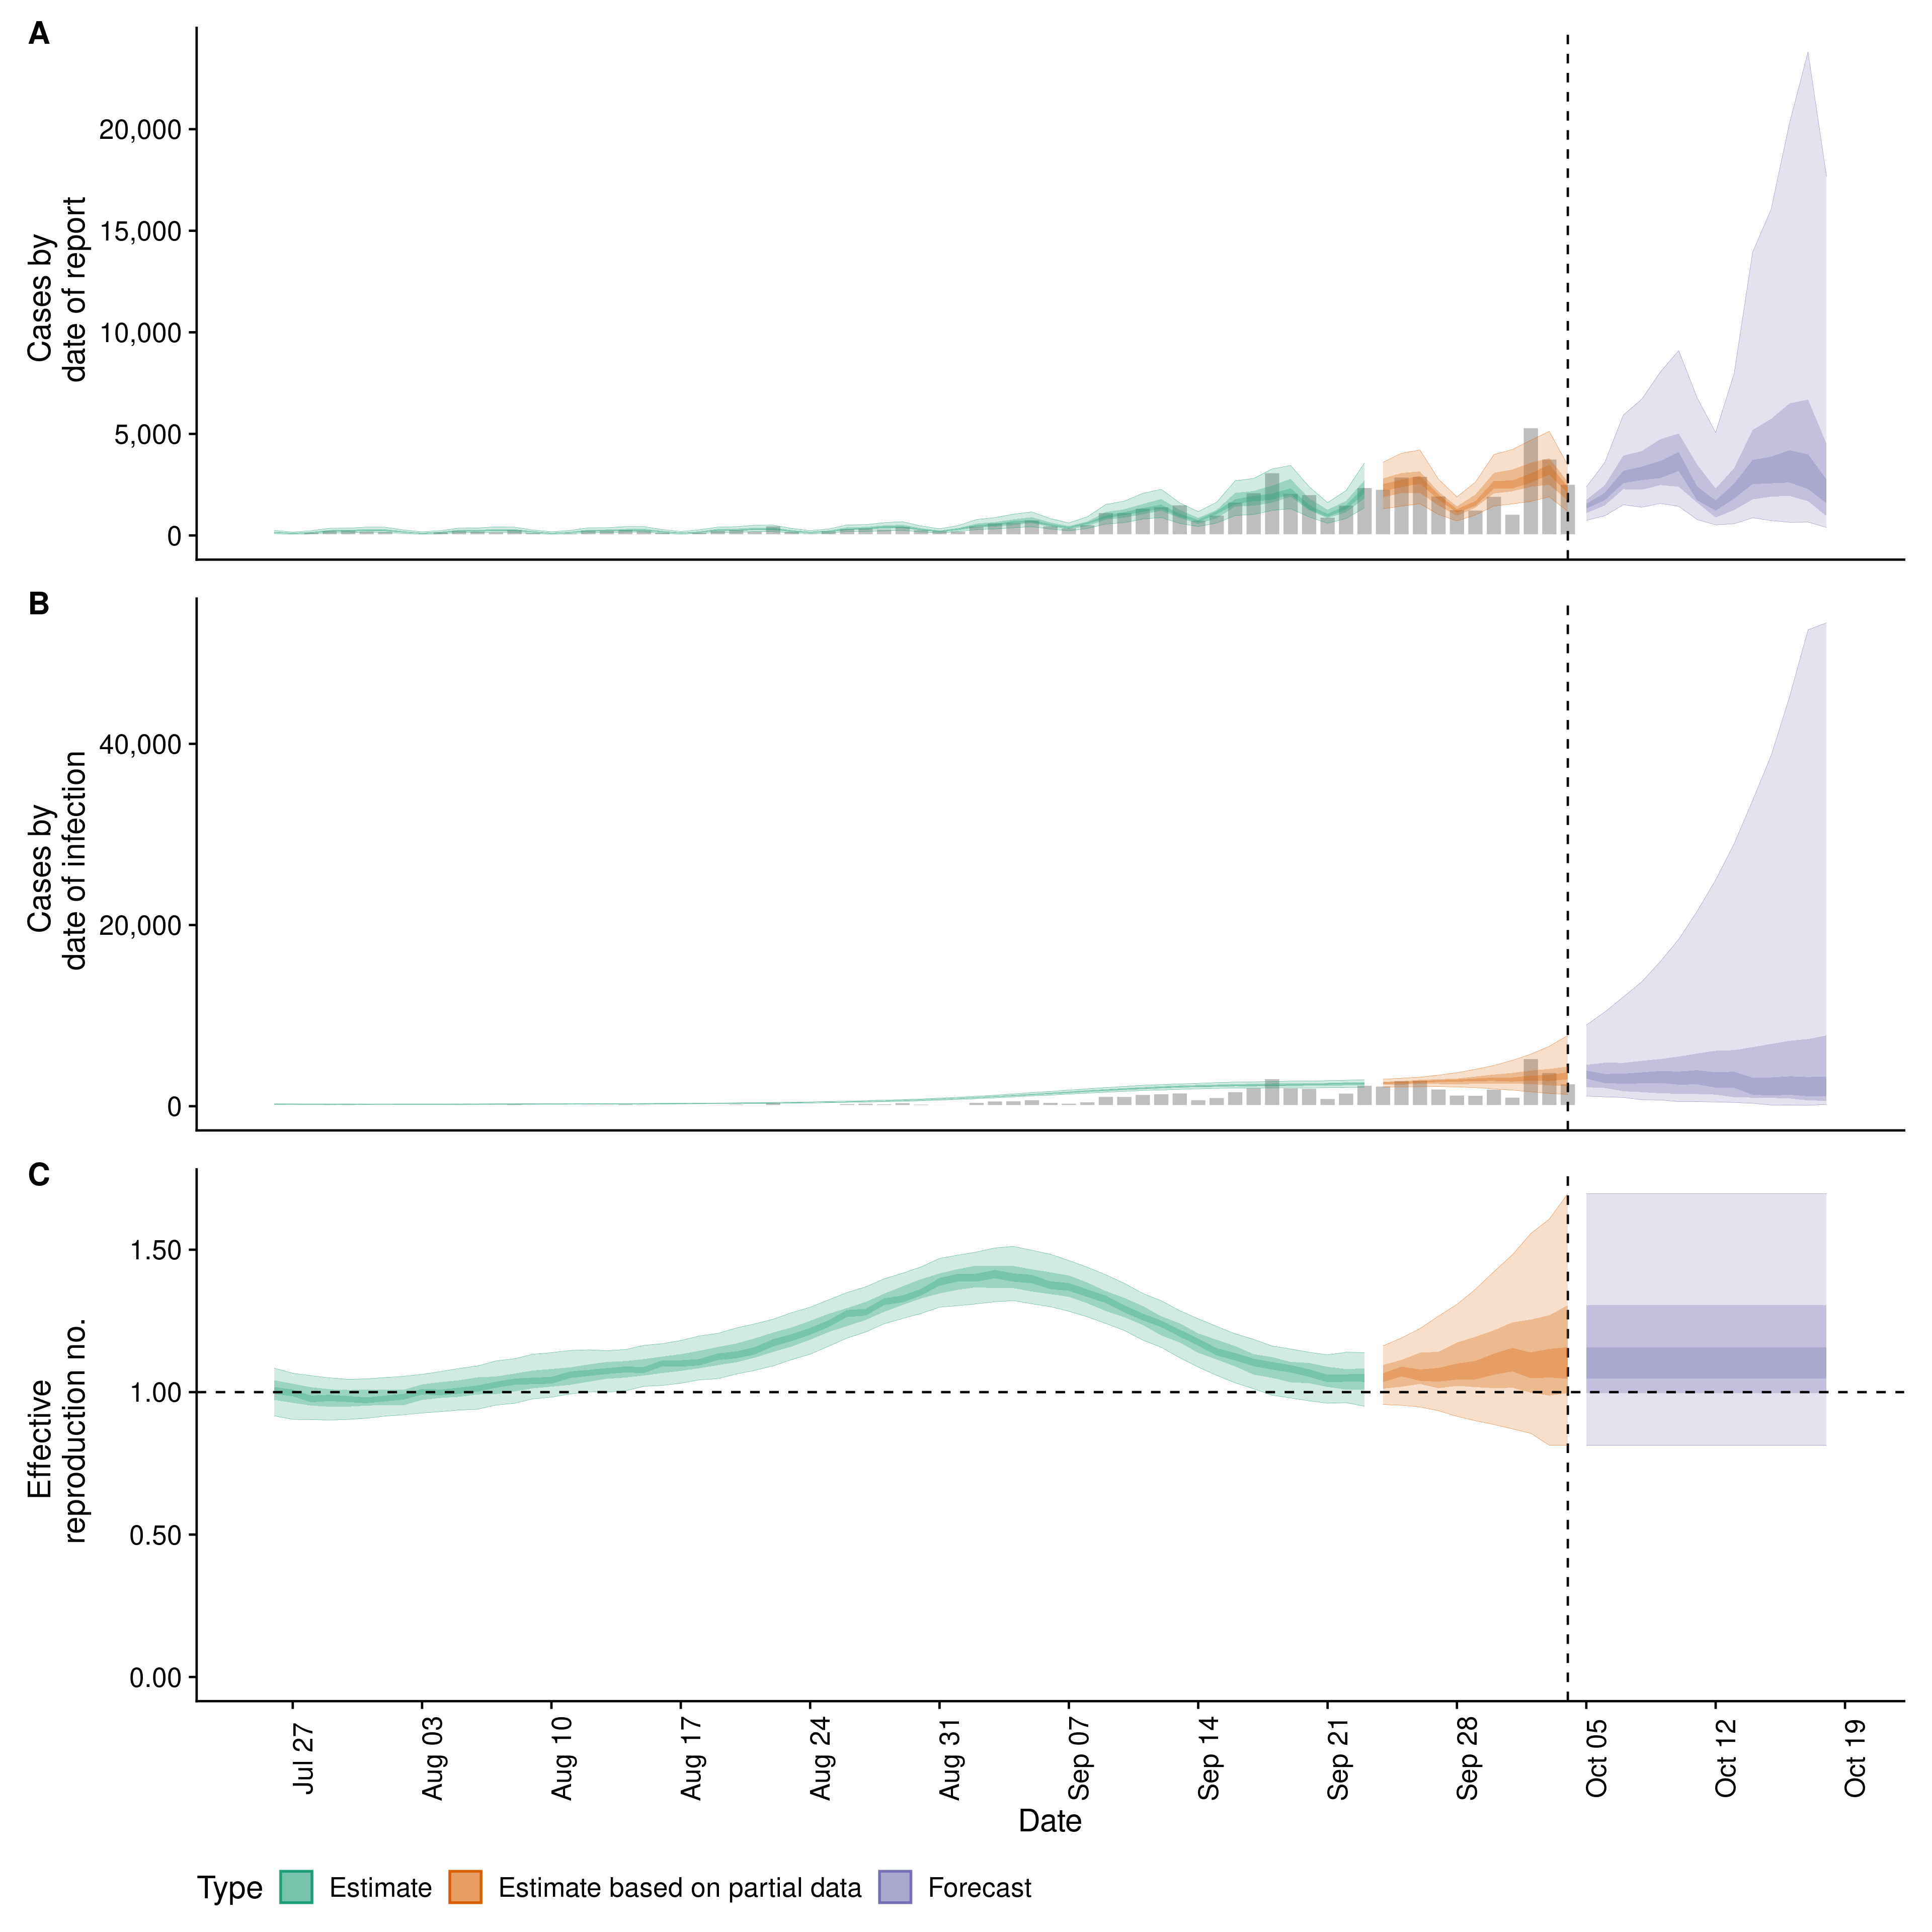 A
Cases by
date of report
20,000
15,000
10,000
5,000
0
B
Cases by
date of infection
40,000
20,000
0
C
Effective
reproduction no.
1.50
1.00
0.50
0.00
Jul 27
Aug 03
Aug 10
Aug 17
Aug 24
Aug 31
Sep 07
Sep 14
Sep 21
Sep 28
Oct 05
Oct 12
Oct 19
Date
Type Estimate Estimate based on partial data Forecast